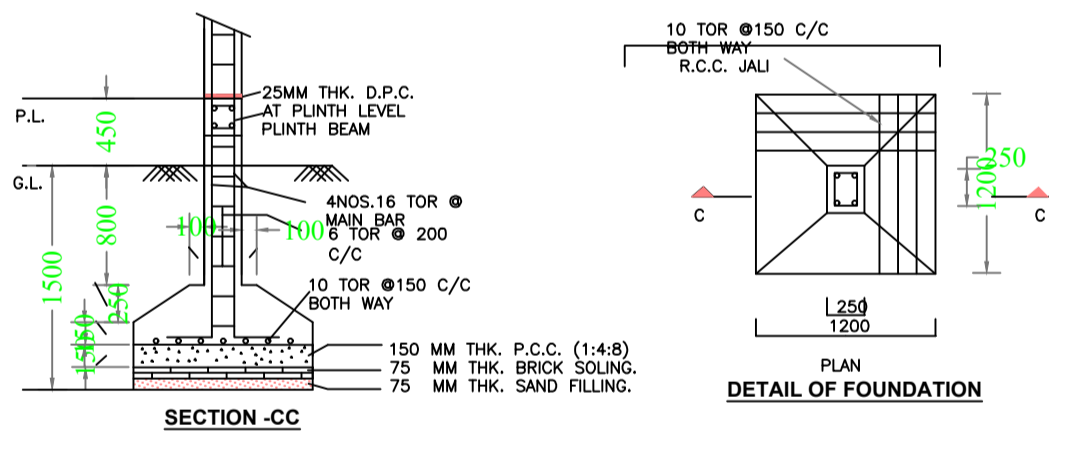 25MM THK. D.P.C.
AT PLINTH LEVEL
PLINTH BEAM
P.L.
450
G.L.
4NOS.16 TOR @
MAIN BAR
6 TOR @ 200
C/C
100
100
800
1500
250
10 TOR @150 C/C
BOTH WAY
150 MM THK. P.C.C. (1:4:8)
75 MM THK. BRICK SOLING.
75 MM THK. SAND FILLING.
SECTION -CC
10 TOR @150 C/C
BOTH WAY
R.C.C. JALI
250
1200
C
C
250
1200
PLAN
DETAIL OF FOUNDATION